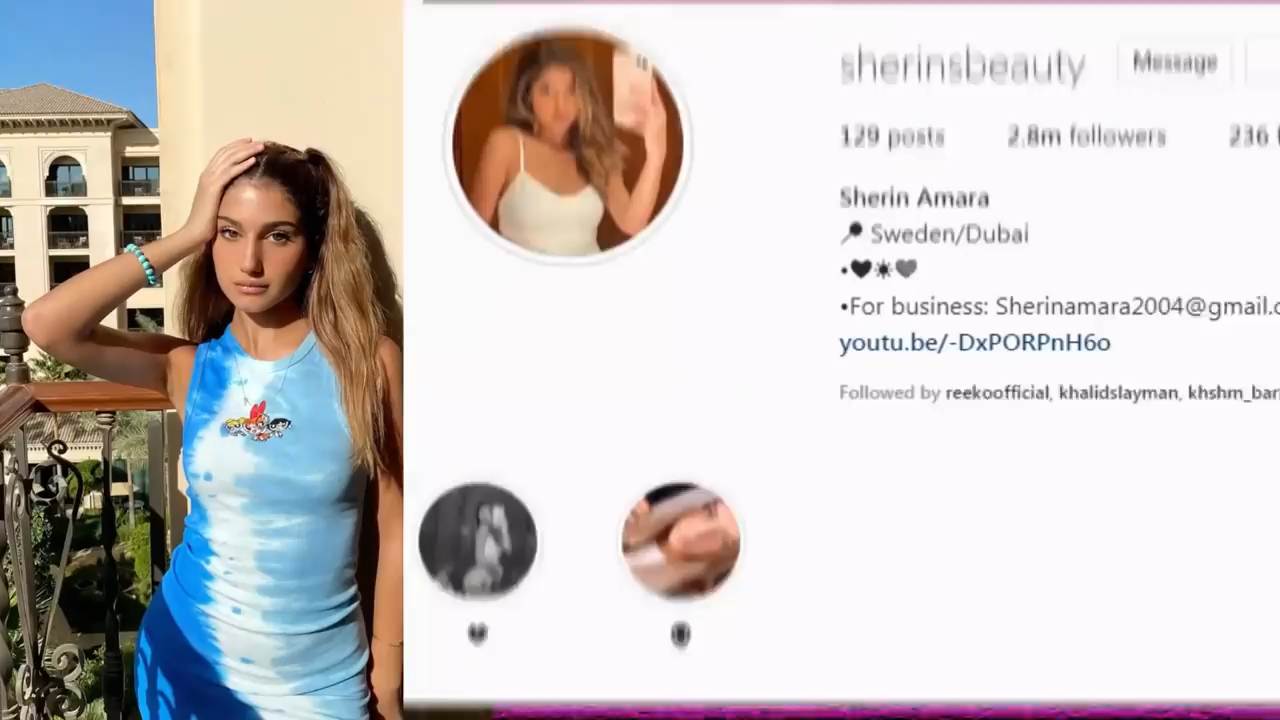 sherinsbeauty Message
129 posts 2.8m followers 236
Sherin Amara
Sweden/Dubai
•For business: Sherinamara2004@gmail.c
youtu.be/-DxPORPnH6o
Followed by reekoofficial, khalidslayman, khshm_bar